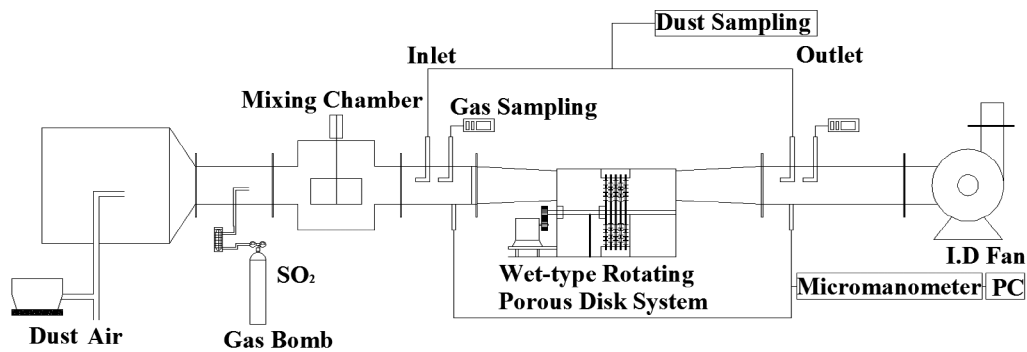 Dust Sampling
Inlet
Outlet
Mixing Chamber
Gas Sampling
SO₂
Wet-type Rotating
Porous Disk System
I.D Fan
Micromanometer
PC
Dust
Air
Gas Bomb